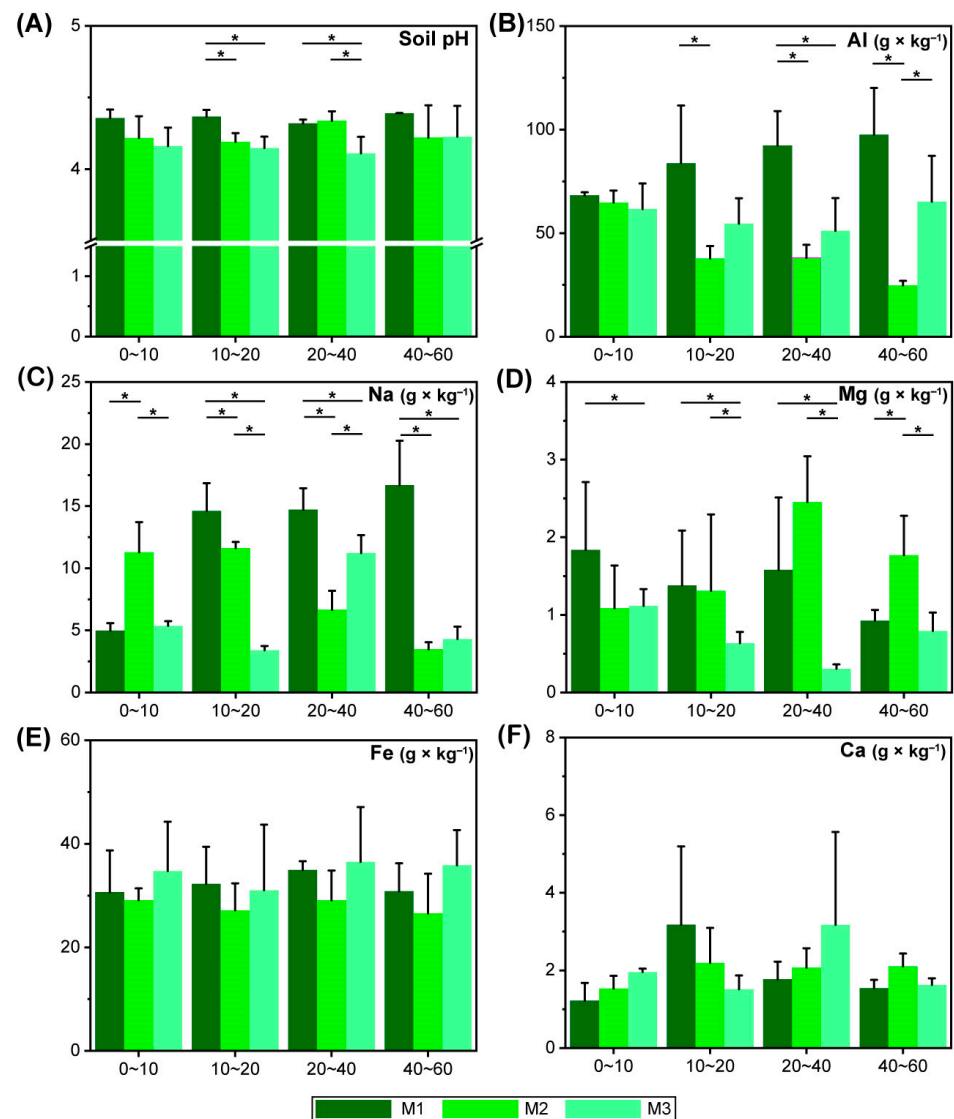 (A)
Soil pH
5
4
1
0
0~10 10~20 20~40 40~60
* * * *
(B)
Al (g × kg⁻¹)
150
100
50
0
0~10 10~20 20~40 40~60
* * * * *
(C)
Na (g × kg⁻¹)
25
20
15
10
5
0
0~10 10~20 20~40 40~60
* * * * * * * * * *
(D)
Mg (g × kg⁻¹)
4
3
2
1
0
0~10 10~20 20~40 40~60
* * * * * * *
(E)
Fe (g × kg⁻¹)
60
40
20
0
0~10 10~20 20~40 40~60
(F)
Ca (g × kg⁻¹)
8
6
4
2
0
0~10 10~20 20~40 40~60
M1 M2 M3